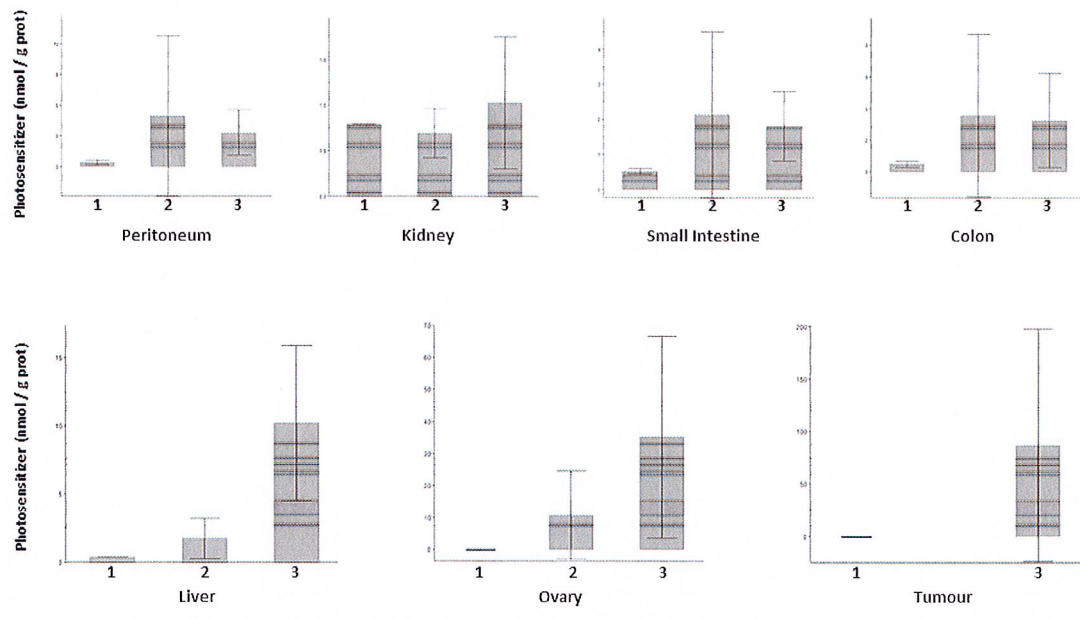 Photosensitizer (nmol / g prot)
1 2 3
Peritoneum
1 2 3
Kidney
1 2 3
Small Intestine
1 2 3
Colon
Photosensitizer (nmol / g prot)
15
10
5
0
1 2 3
Liver
70
60
50
40
30
20
10
0
1 2 3
Ovary
200
150
100
50
0
1 3
Tumour